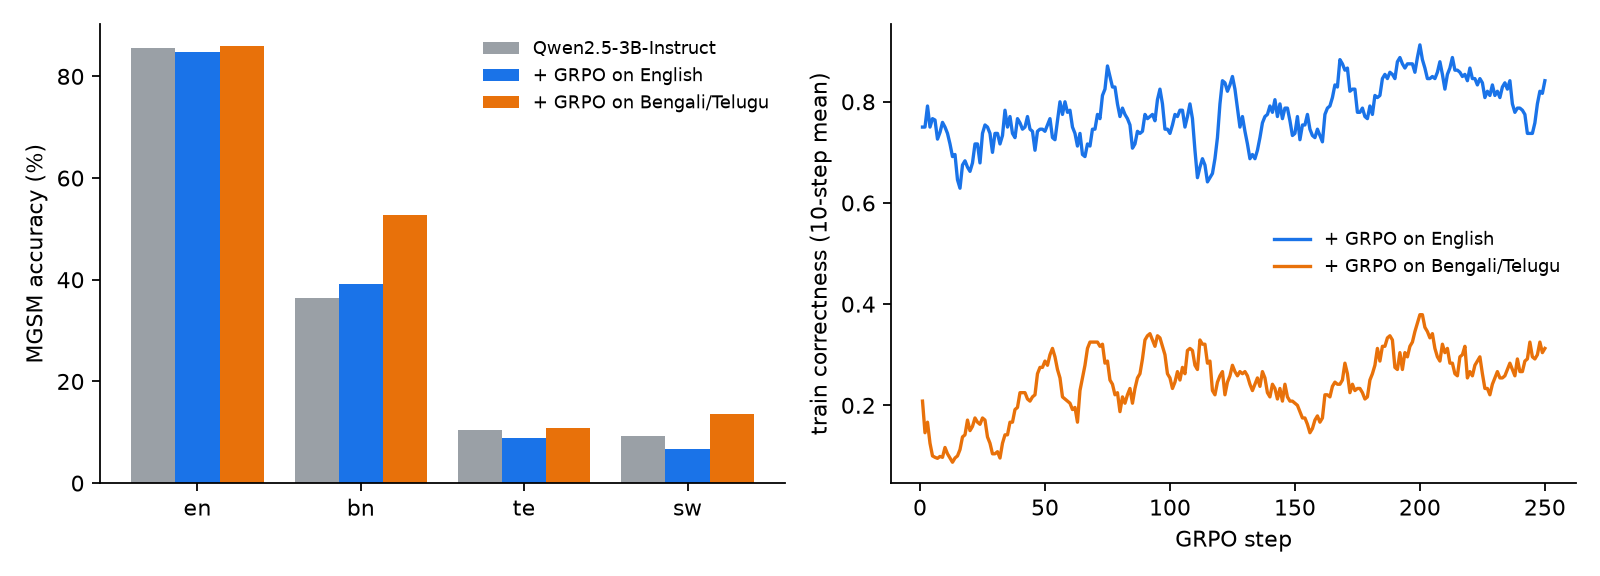 MGSM accuracy (%)
80
60
40
20
0
en
bn
te
sw
Qwen2.5-3B-Instruct
+ GRPO on English
+ GRPO on Bengali/Telugu
train correctness (10-step mean)
0.8
0.6
0.4
0.2
0
50
100
150
200
250
GRPO step
+ GRPO on English
+ GRPO on Bengali/Telugu